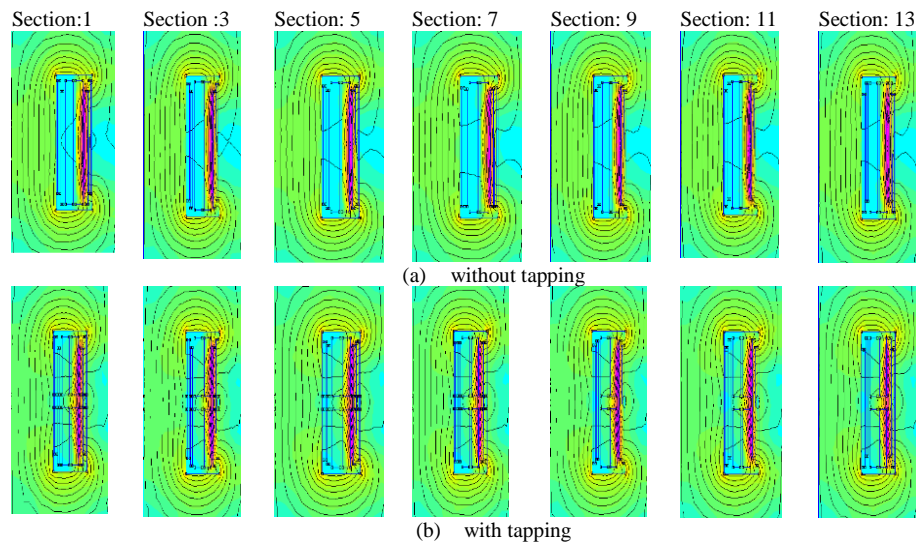 Section:1 Section :3 Section: 5 Section: 7 Section: 9 Section: 11 Section: 13
(a) without tapping
(b) with tapping